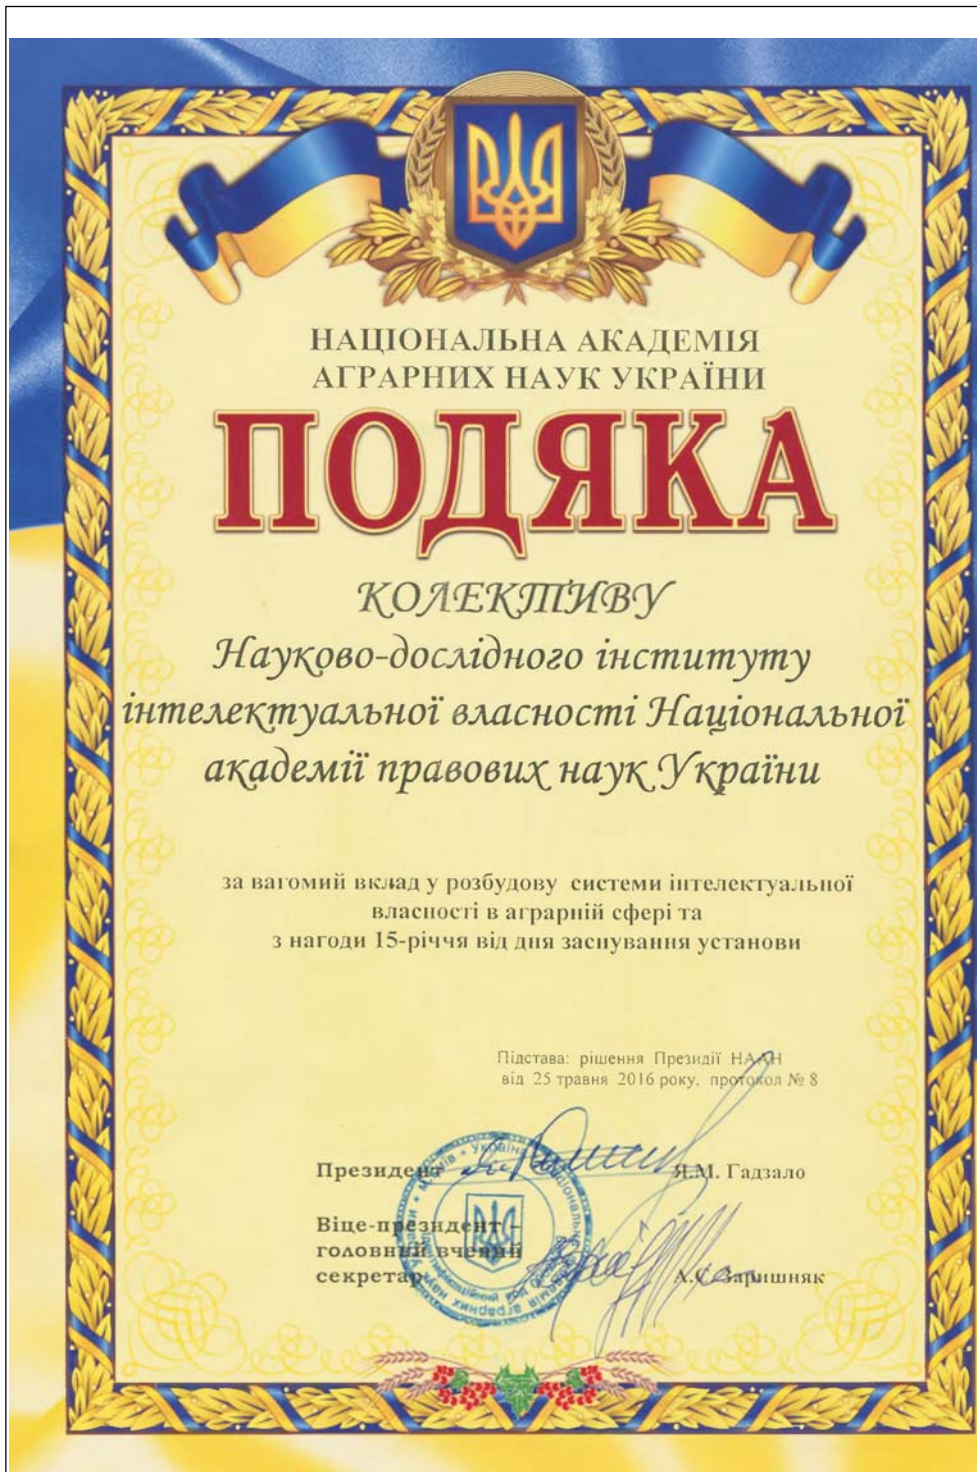 НАЦІОНАЛЬНА АКАДЕМІЯ
АГРАРНИХ НАУК УКРАЇНИ
ПОДЯКА
КОЛЕКТИВУ
Науково-дослідного інституту
інтелектуальної власності Національної
академії правових наук України
за вагомий вклад у розбудову системи інтелектуальної
власності в аграрній сфері та
з нагоди 15-річчя від дня заснування установи
Підстава: рішення Президії НААН
від 25 травня 2016 року, протокол № 8
Президент Я.М. Гадзало
Віце-президент –
головний вчений
секретар А.С. Заришняк